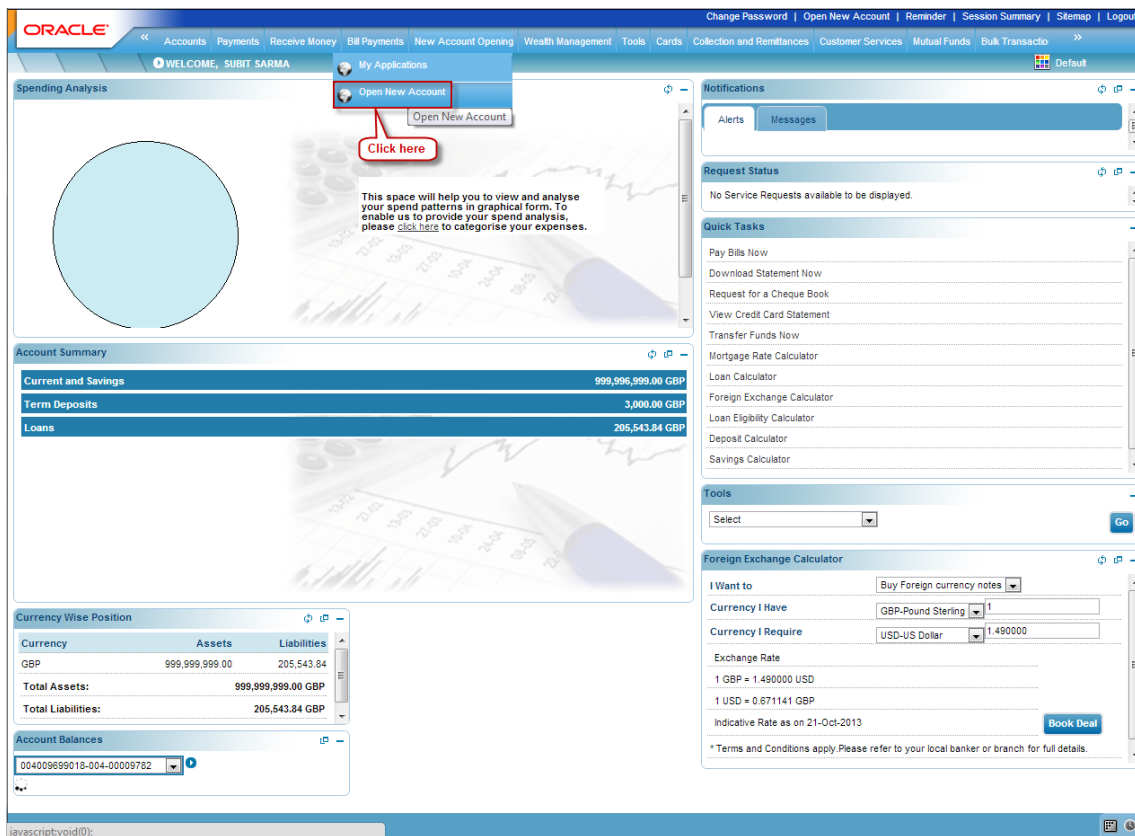 Change Password | Open New Account | Reminder | Session Summary | Sitemap | Logout
ORACLE
« Accounts Payments Receive Money Bill Payments New Account Opening Wealth Management Tools Cards Collection and Remittances Customer Services Mutual Funds Bulk Transactio »
WELCOME, SUBIT SARMA
Default
My Applications
Open New Account
Open New Account
Click here
Spending Analysis
This space will help you to view and analyse
your spend patterns in graphical form. To
enable us to provide your spend analysis,
please click here to categorise your expenses.
Account Summary
Current and Savings 999,996,999.00 GBP
Term Deposits 3,000.00 GBP
Loans 205,543.84 GBP
Currency Wise Position
Currency Assets Liabilities
GBP 999,999,999.00 205,543.84
Total Assets: 999,999,999.00 GBP
Total Liabilities: 205,543.84 GBP
Account Balances
004009699018-004-00009782
Notifications
Alerts Messages
Request Status
No Service Requests available to be displayed.
Quick Tasks
Pay Bills Now
Download Statement Now
Request for a Cheque Book
View Credit Card Statement
Transfer Funds Now
Mortgage Rate Calculator
Loan Calculator
Foreign Exchange Calculator
Loan Eligibility Calculator
Deposit Calculator
Savings Calculator
Tools
Select
Go
Foreign Exchange Calculator
I Want to Buy Foreign currency notes
Currency I Have GBP-Pound Sterling 1
Currency I Require USD-US Dollar 1.490000
Exchange Rate
1 GBP = 1.490000 USD
1 USD = 0.671141 GBP
Indicative Rate as on 21-Oct-2013
Book Deal
* Terms and Conditions apply.Please refer to your local banker or branch for full details.
javascript:void(0);